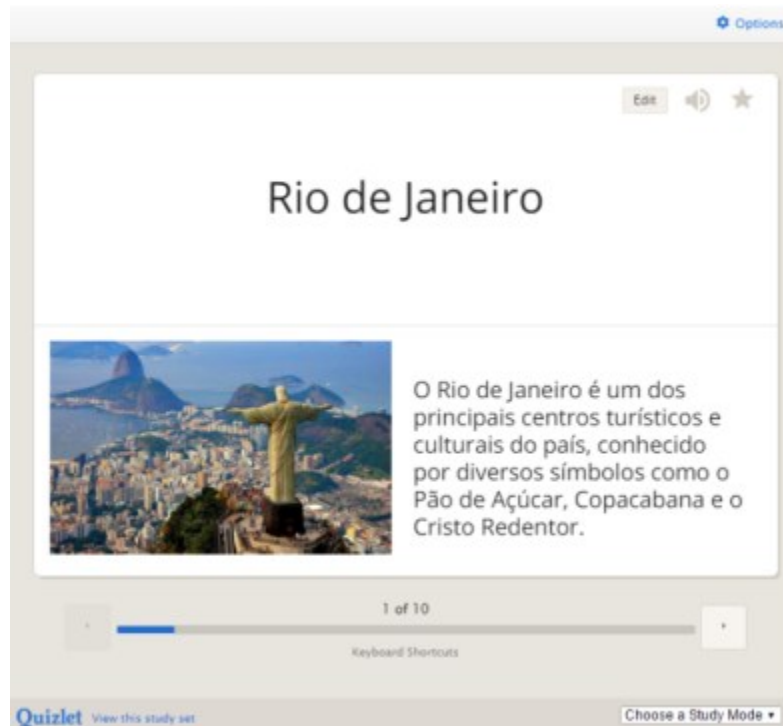 Options
Edit
Rio de Janeiro
O Rio de Janeiro é um dos
principais centros turísticos e
culturais do país, conhecido
por diversos símbolos como o
Pão de Açúcar, Copacabana e o
Cristo Redentor.
1 of 10
Keyboard Shortcuts
Quizlet View this study set
Choose a Study Mode